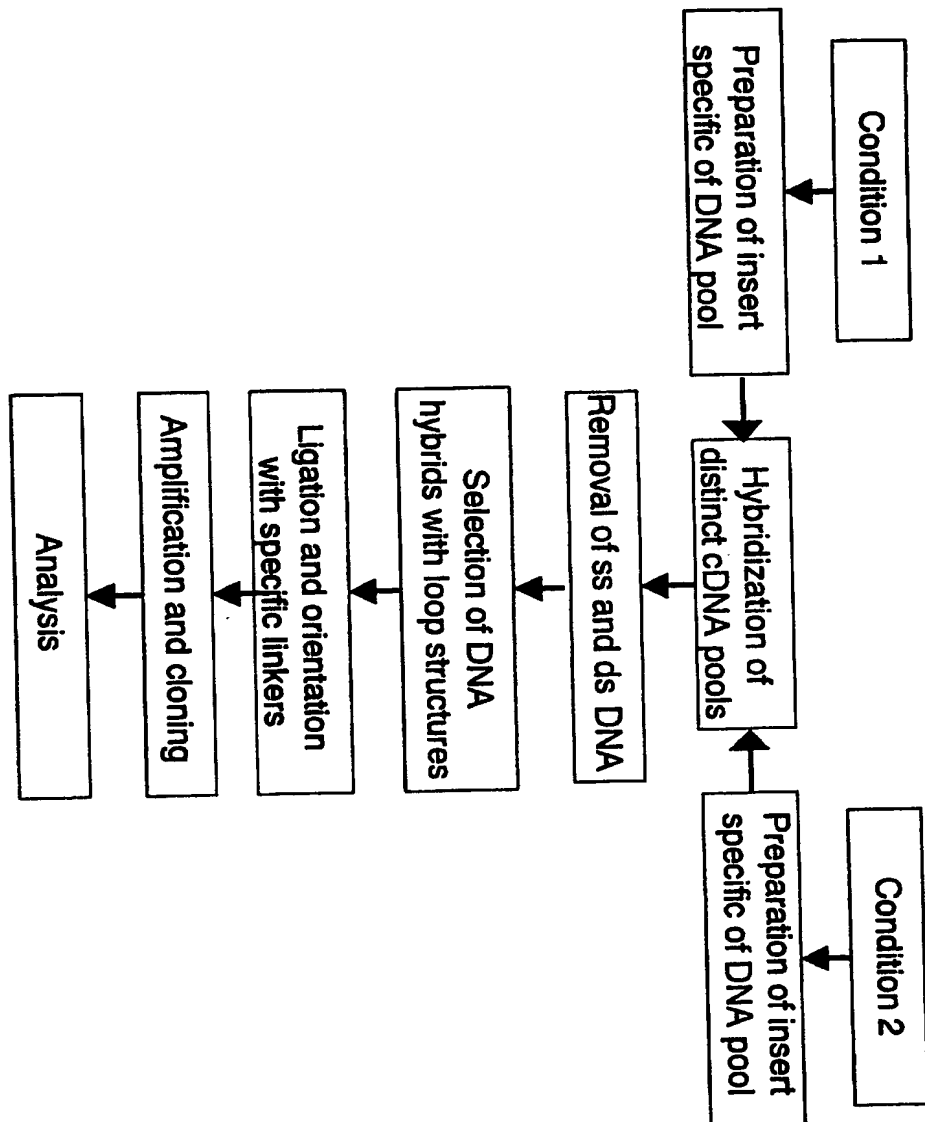 Condition 1
Preparation of insert
specific of DNA pool
Condition 2
Preparation of insert
specific of DNA pool
Hybridization of
distinct cDNA pools
Removal of ss and ds DNA
Selection of DNA
hybrids with loop structures
Ligation and orientation
with specific linkers
Amplification and cloning
Analysis